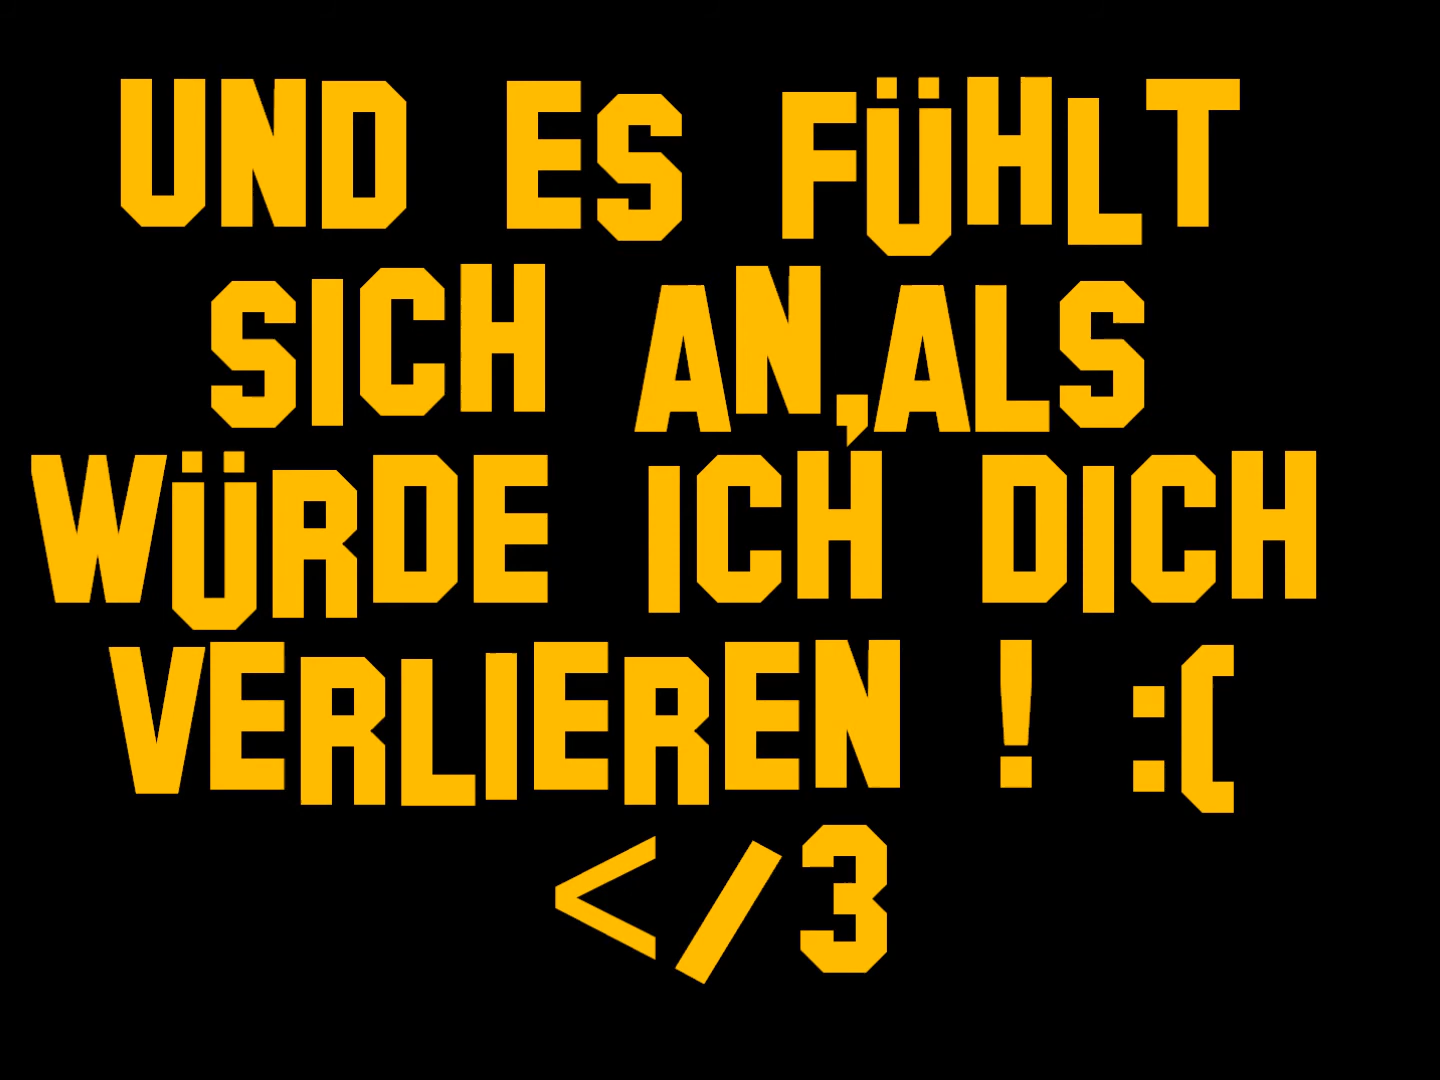 UND ES FÜHLT
SICH AN,ALS
WÜRDE ICH DICH
VERLIEREN ! :(
</3